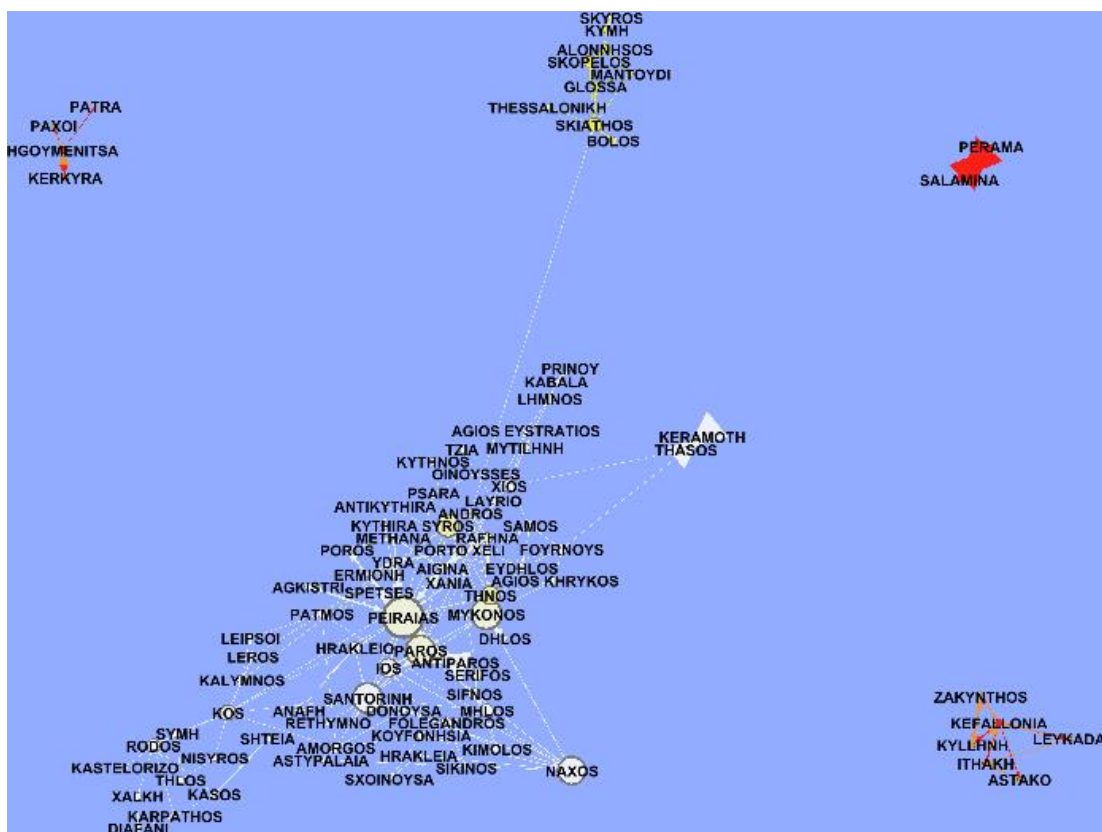 SKYROS
KYMH
ALONNHSOS
SKOPELOS
MANTOYDI
GLOSSA
THESSALONIKH
SKIATHOS
BOLOS
PATRA
PAXOI
HGOYMENITSA
KERKYRA
PERAMA
SALAMINA
PRINOY
KABALA
LHMNOS
AGIOS EYSTRATIOS
TZIA
MYTILHNH
KERAMOTH
THASOS
KYTHNOS
OINOYSSES
XIOS
PSARA
LAYRIO
ANTIKYTHIRA
ANDROS
KYTHIRA
SYROS
SAMOS
METHANA
RAFHNA
POROS
PORTO XELI
FOYRNOYS
YDRA
AIGINA
EYDHLOS
ERMIONH
XANIA
AGIOS KHRYKOS
AGKISTRI
SPETSES
THNOS
PATMOS
PEIRAIAS
MYKONOS
LEIPSOI
DHLOS
HRAKLEIO
PAROS
LEROS
ANTIPAROS
IOS
SERIFOS
KALYMNOS
SIFNOS
SANTORINH
KOS
ANAFH
DONOYSA
MHLOS
RETHYMNO
FOLEGANDROS
SYMH
SHTEIA
KOYFONHSIA
RODOS
AMORGOS
KIMOLOS
NISYROS
ASTYPALAIA
HRAKLEIA
KASTELORIZO
SIKINOS
NAXOS
THLOS
SXOINOYSA
XALKH
KASOS
KARPATHOS
DIAFANI
ZAKYNTHOS
KEFALLONIA
LEYKADA
KYLLHNH
ITHAKH
ASTAKO